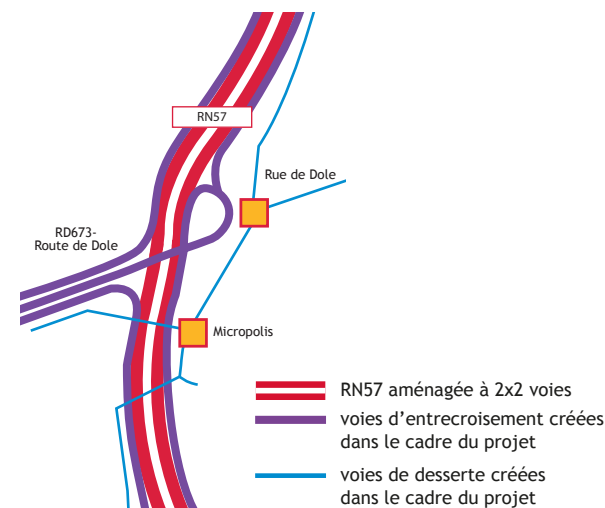 RN57
Rue de Dole
RD673-
Route de Dole
Micropolis
RN57 aménagée à 2x2 voies
voies d’entrecroisement créées
dans le cadre du projet
voies de desserte créées
dans le cadre du projet